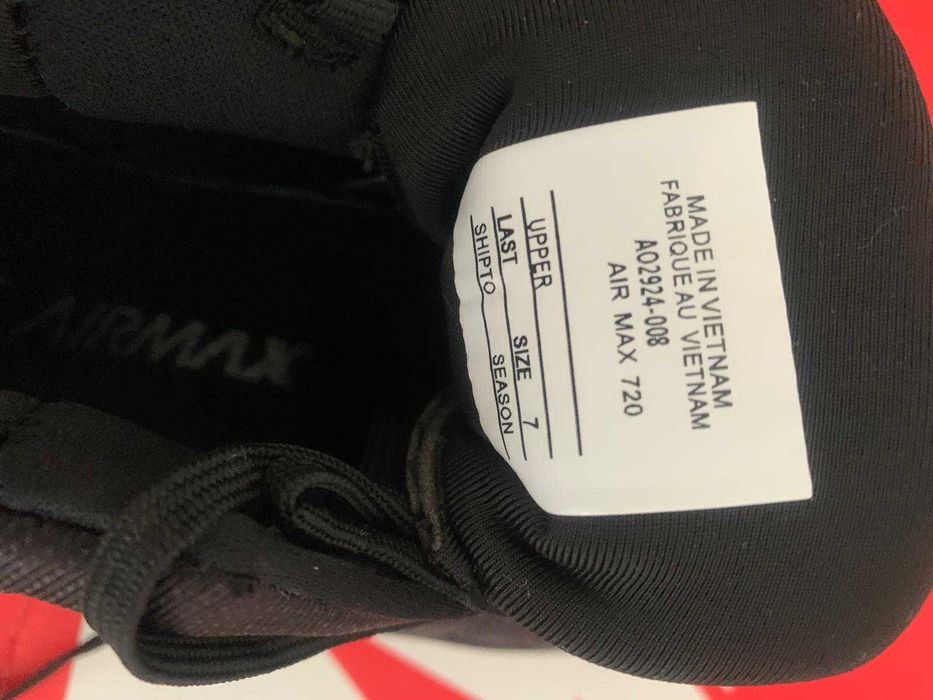 MADE IN VIETNAM
FABRIQUE AU VIETNAM
AO2924-008
AIR MAX 720
UPPER
LAST SIZE 7
SHIPTO SEASON
AIRMAX